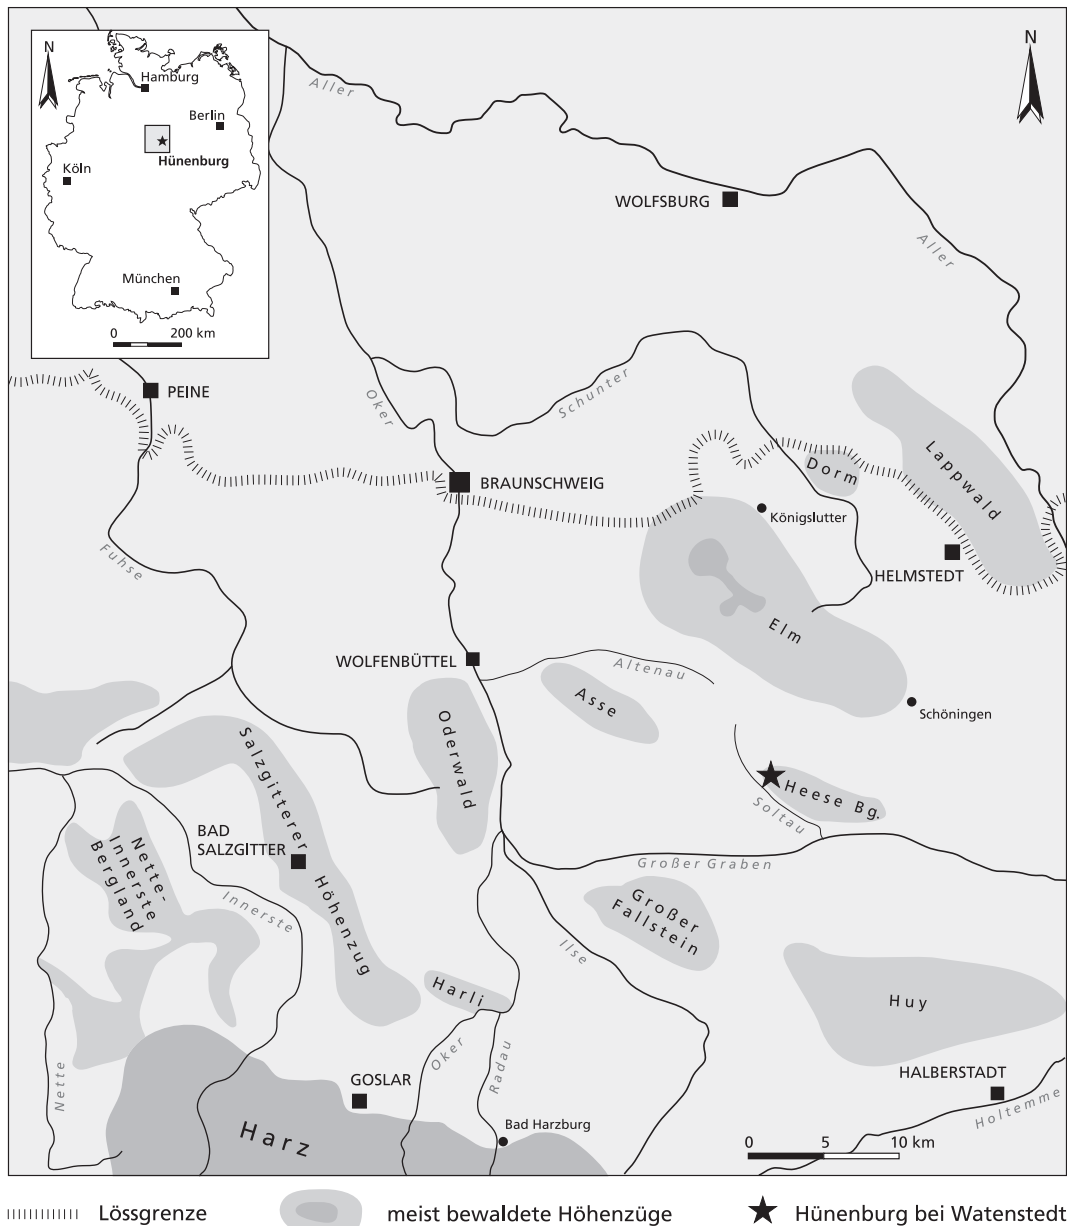 N
Hamburg
Berlin
Hünenburg
Köln
München
0 200 km
N
Aller
WOLFSBURG
Aller
PEINE
Oker
Schunter
Lappwald
Dorm
BRAUNSCHWEIG
Königslutter
Fuhse
HELMSTEDT
Elm
WOLFENBÜTTEL
Altenau
Asse
Schöningen
Oderwald
Salzgitterer
Höhenzug
Heese Bg.
Soltau
BAD
SALZGITTER
Nette-
Innerste
Bergland
Großer Graben
Innerste
Großer
Fallstein
Ilse
Harli
Huy
Oker
Radau
Nette
GOSLAR
HALBERSTADT
Holtemme
Harz
Bad Harzburg
0 5 10 km
Lössgrenze
meist bewaldete Höhenzüge
Hünenburg bei Watenstedt